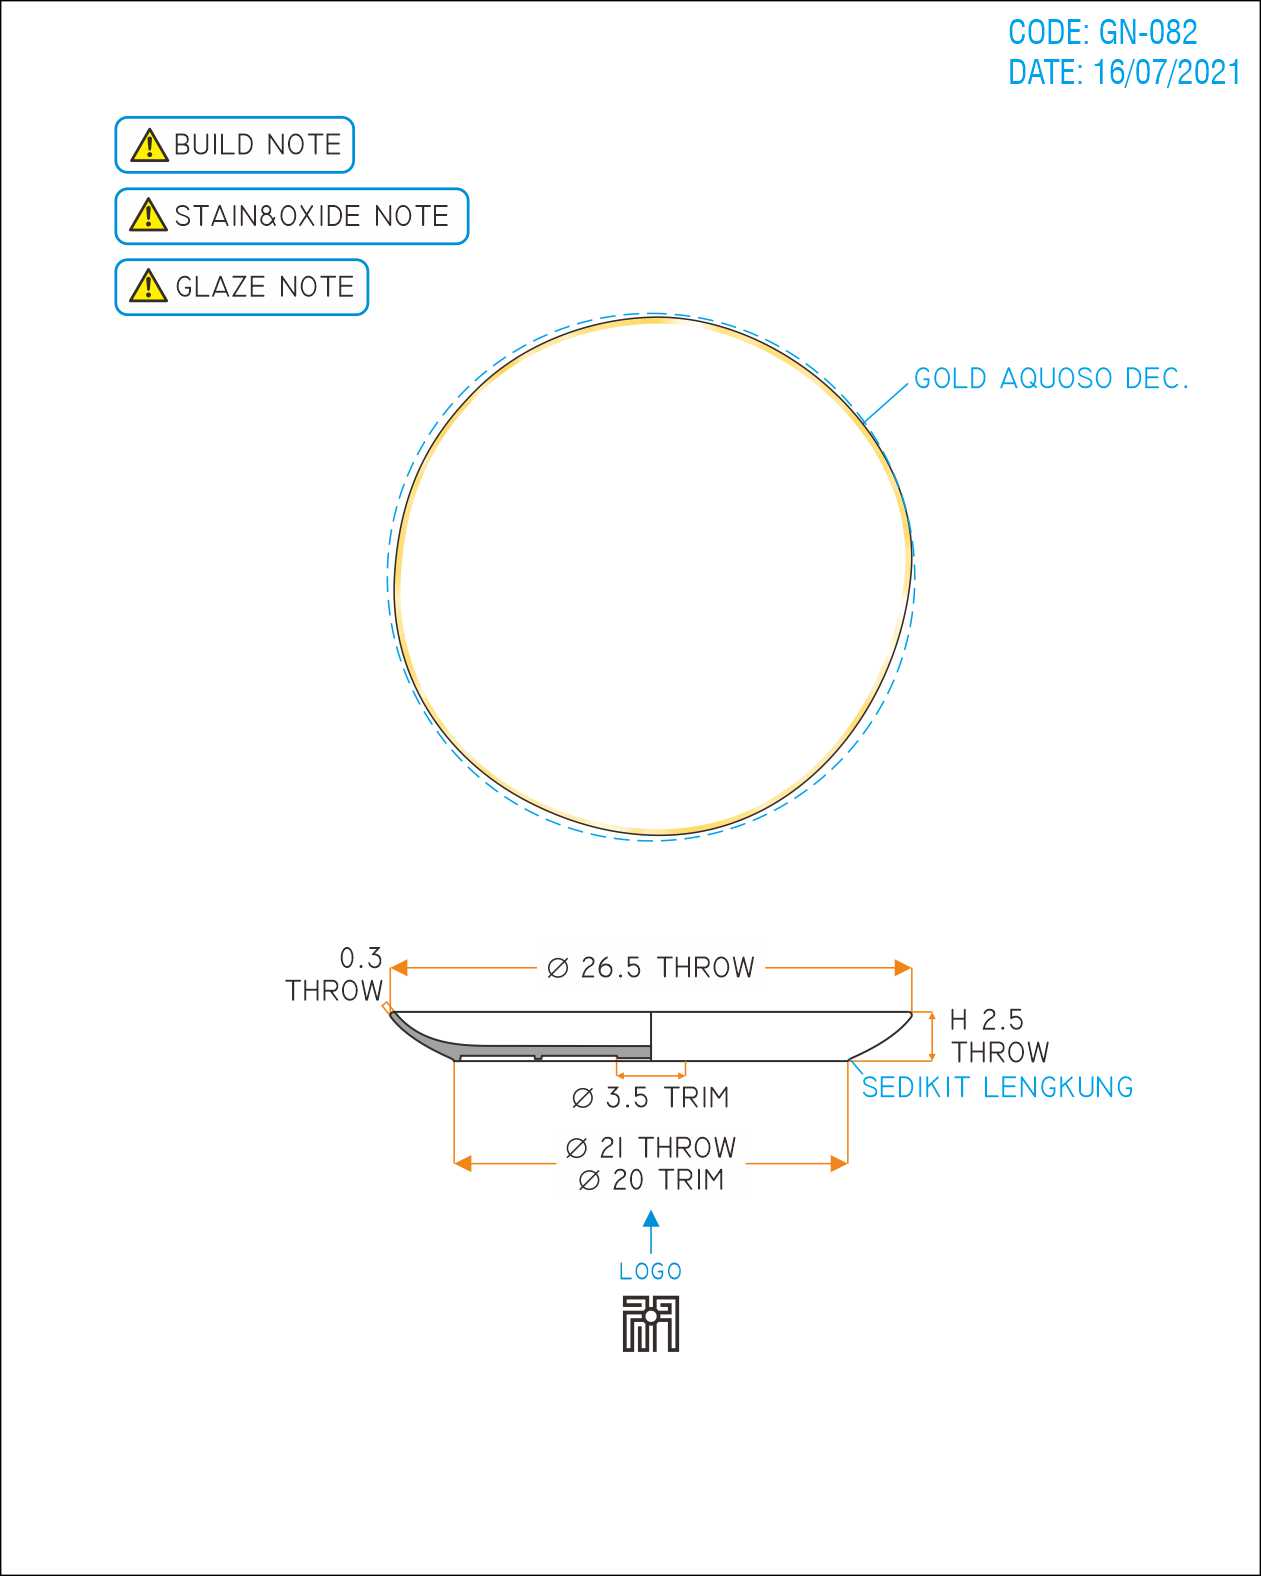 CODE: GN-082
DATE: 16/07/2021
BUILD NOTE
STAIN&OXIDE NOTE
GLAZE NOTE
GOLD AQUOSO DEC.
0.3
THROW
Ø 26.5 THROW
H 2.5
THROW
SEDIKIT LENGKUNG
Ø 3.5 TRIM
Ø 21 THROW
Ø 20 TRIM
LOGO